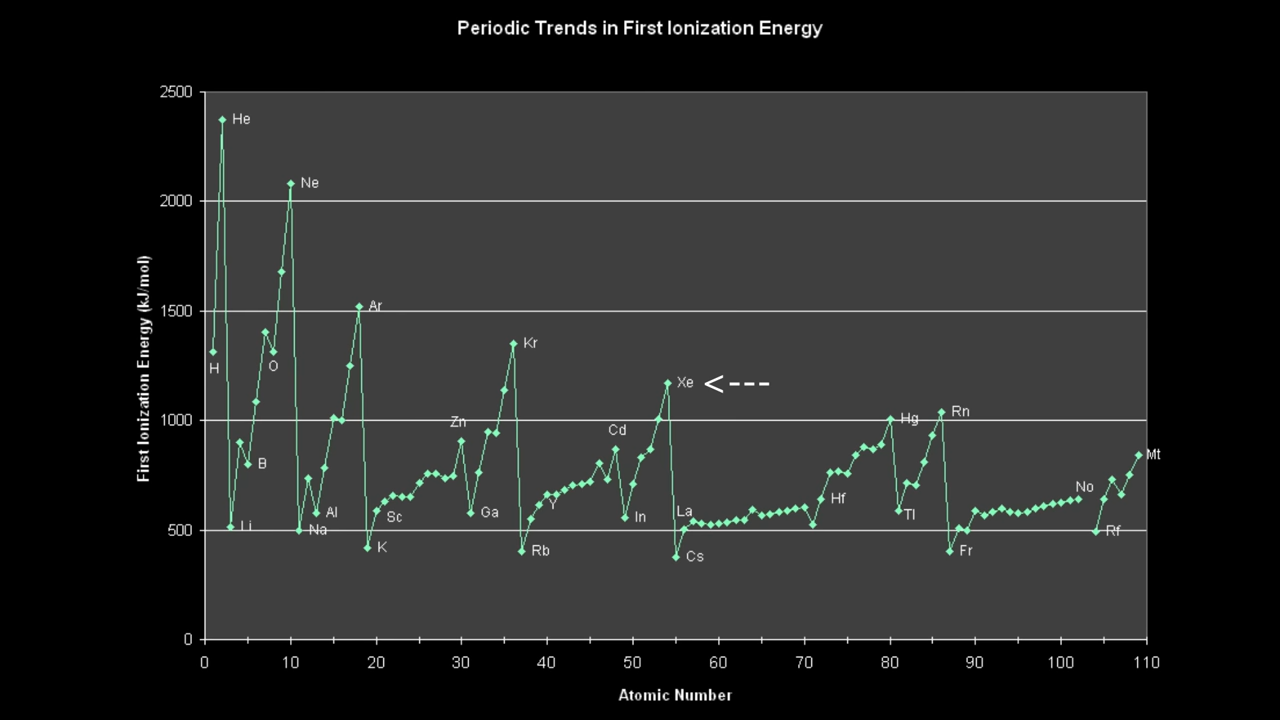 Periodic Trends in First Ionization Energy
2500
He
Ne
2000
First Ionization Energy (kJ/mol)
1500
Ar
H
O
Kr
Xe <---
1000
Zn
Cd
Hg
Rn
B
Mt
Li
Na
Al
K
Sc
Ga
Rb
Y
In
La
Cs
Hf
Tl
Fr
No
Rf
500
0
0 10 20 30 40 50 60 70 80 90 100 110
Atomic Number